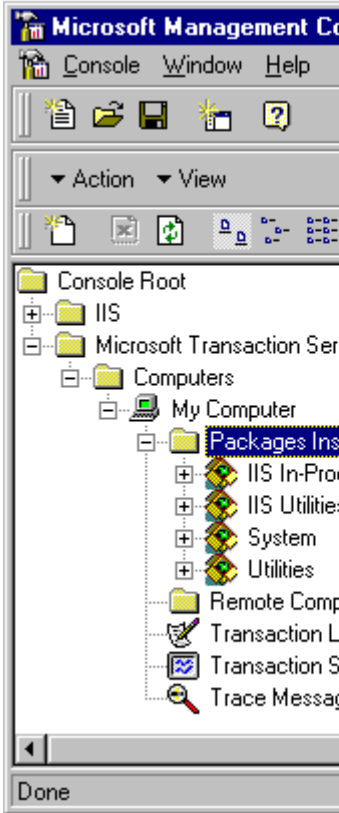 Microsoft Management Co
Console Window Help
Action View
Console Root
IIS
Microsoft Transaction Ser
Computers
My Computer
Packages Ins
IIS In-Pro
IIS Utilities
System
Utilities
Remote Comp
Transaction L
Transaction S
Trace Messag
Done